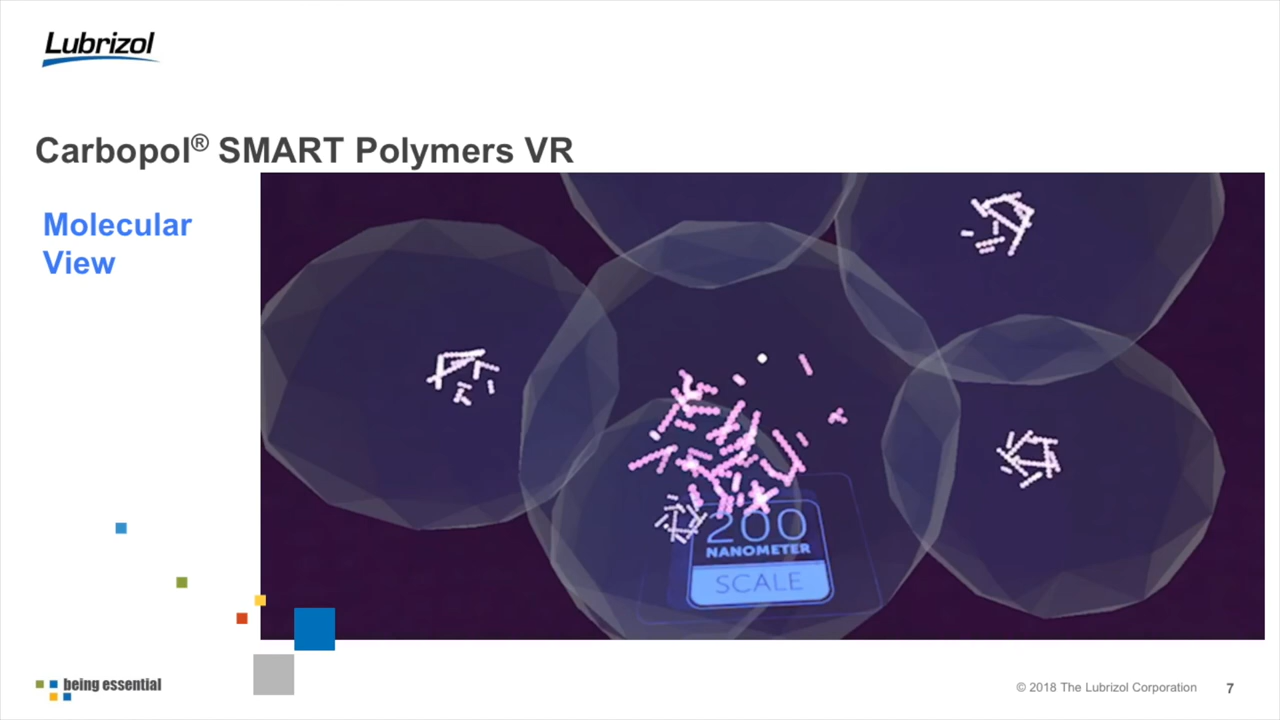 Lubrizol
Carbopol® SMART Polymers VR
Molecular
View
200
NANOMETER
SCALE
being essential
© 2018 The Lubrizol Corporation
7